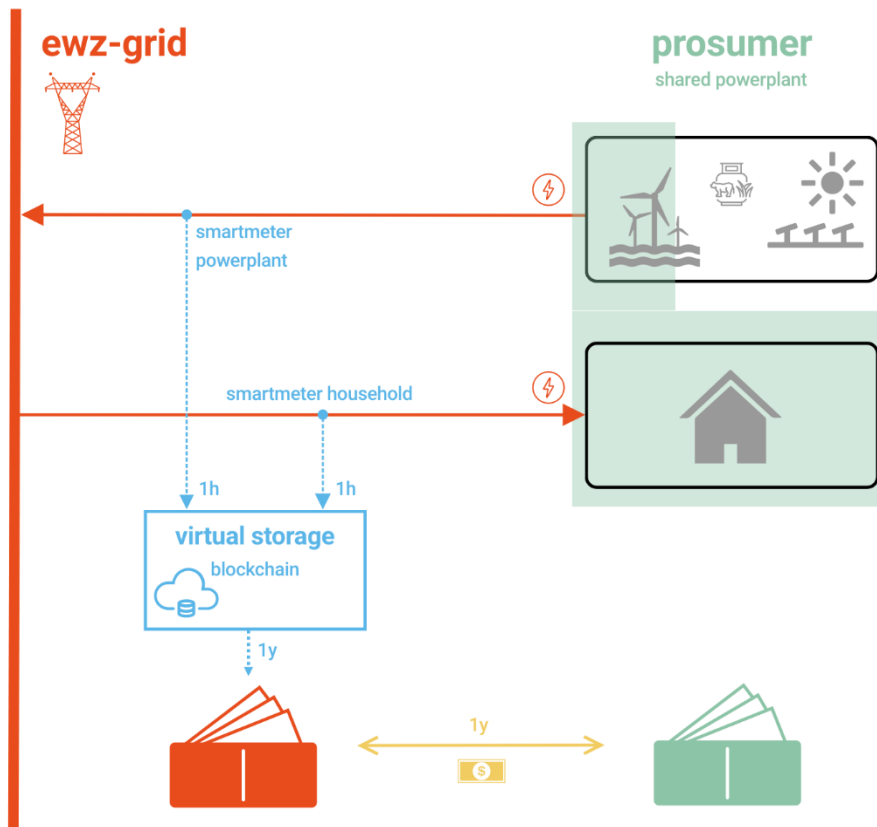 ewz-grid
prosumer
shared powerplant
smartmeter
powerplant
smartmeter household
1h
1h
virtual storage
blockchain
1y
1y
$